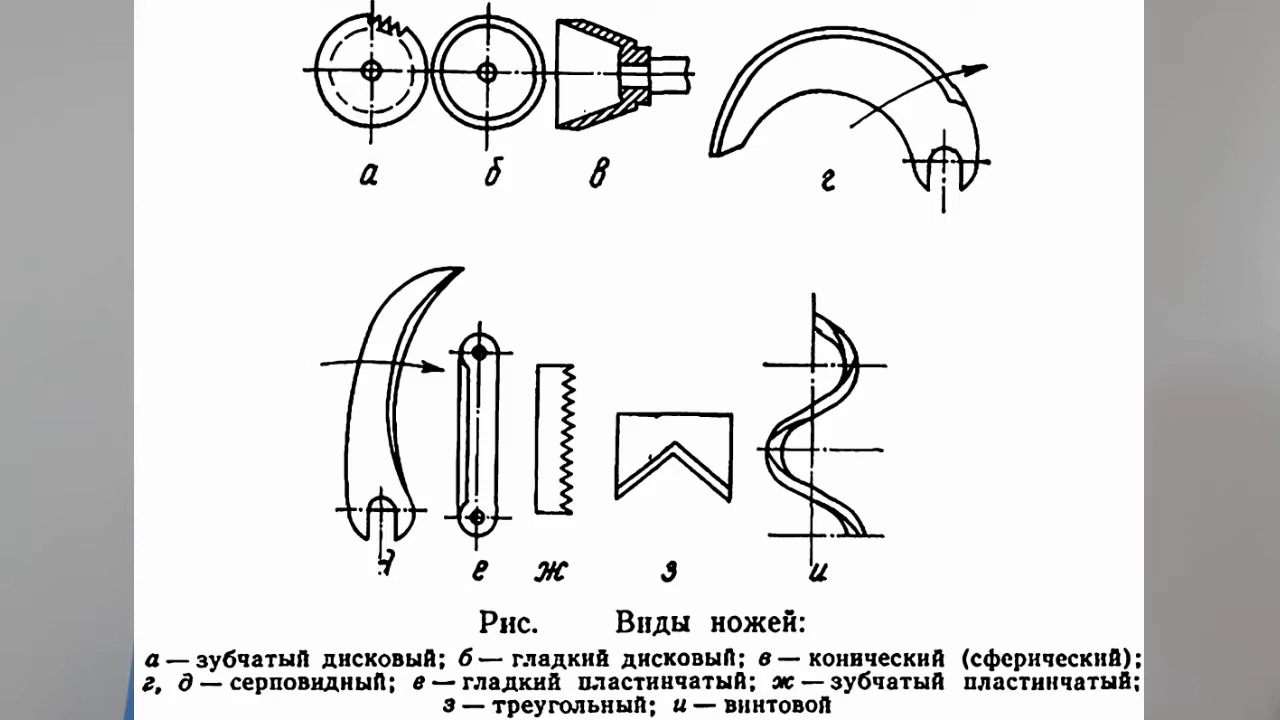 а б в г
д е ж з и
Рис. Виды ножей:
а — зубчатый дисковый; б — гладкий дисковый; в — конический (сферический);
г, д — серповидный; е — гладкий пластинчатый; ж — зубчатый пластинчатый;
з — треугольный; и — винтовой